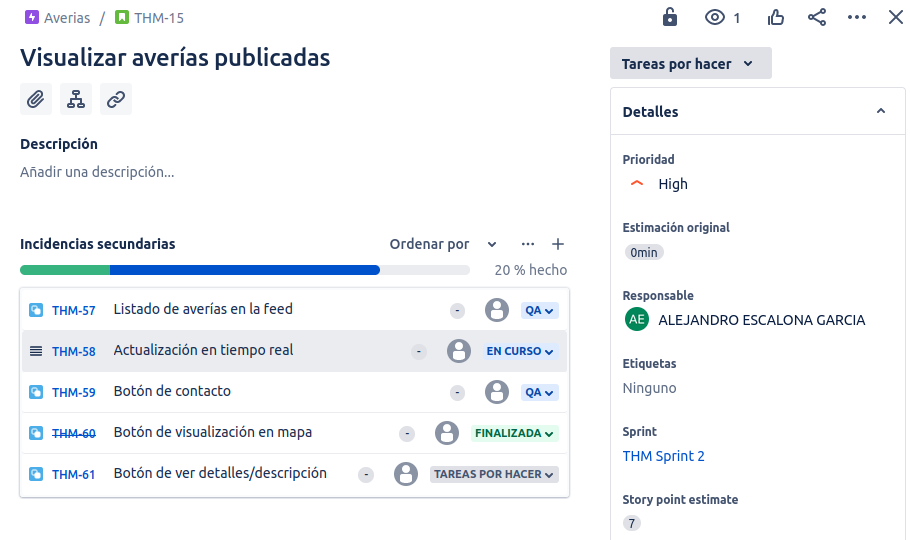 Averias / THM-15
1
Visualizar averías publicadas
Tareas por hacer
Detalles
Descripción
Añadir una descripción...
Prioridad
High
Estimación original
0min
Incidencias secundarias
Ordenar por
20 % hecho
Responsable
AE ALEJANDRO ESCALONA GARCIA
THM-57 Listado de averías en la feed - QA
THM-58 Actualización en tiempo real - EN CURSO
THM-59 Botón de contacto - QA
THM-60 Botón de visualización en mapa - FINALIZADA
THM-61 Botón de ver detalles/descripción - TAREAS POR HACER
Etiquetas
Ninguno
Sprint
THM Sprint 2
Story point estimate
7